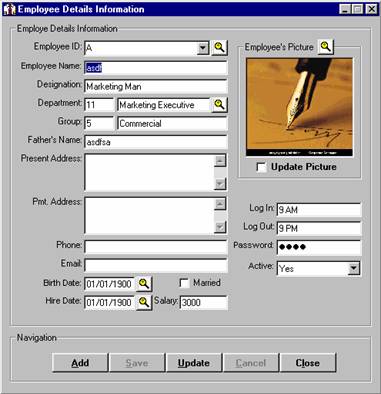 Employee Details Information
Employe Details Information
Employee ID: A
Employee Name: asdf
Designation: Marketing Man
Department: 11 Marketing Executive
Group: 5 Commercial
Father's Name: asdfsa
Present Address:
Pmt. Address:
Phone:
Email:
Birth Date: 01/01/1900 Married
Hire Date: 01/01/1900 Salary: 3000
Employee's Picture
Update Picture
Log In: 9 AM
Log Out: 9 PM
Password: ●●●●
Active: Yes
Navigation
Add Save Update Cancel Close